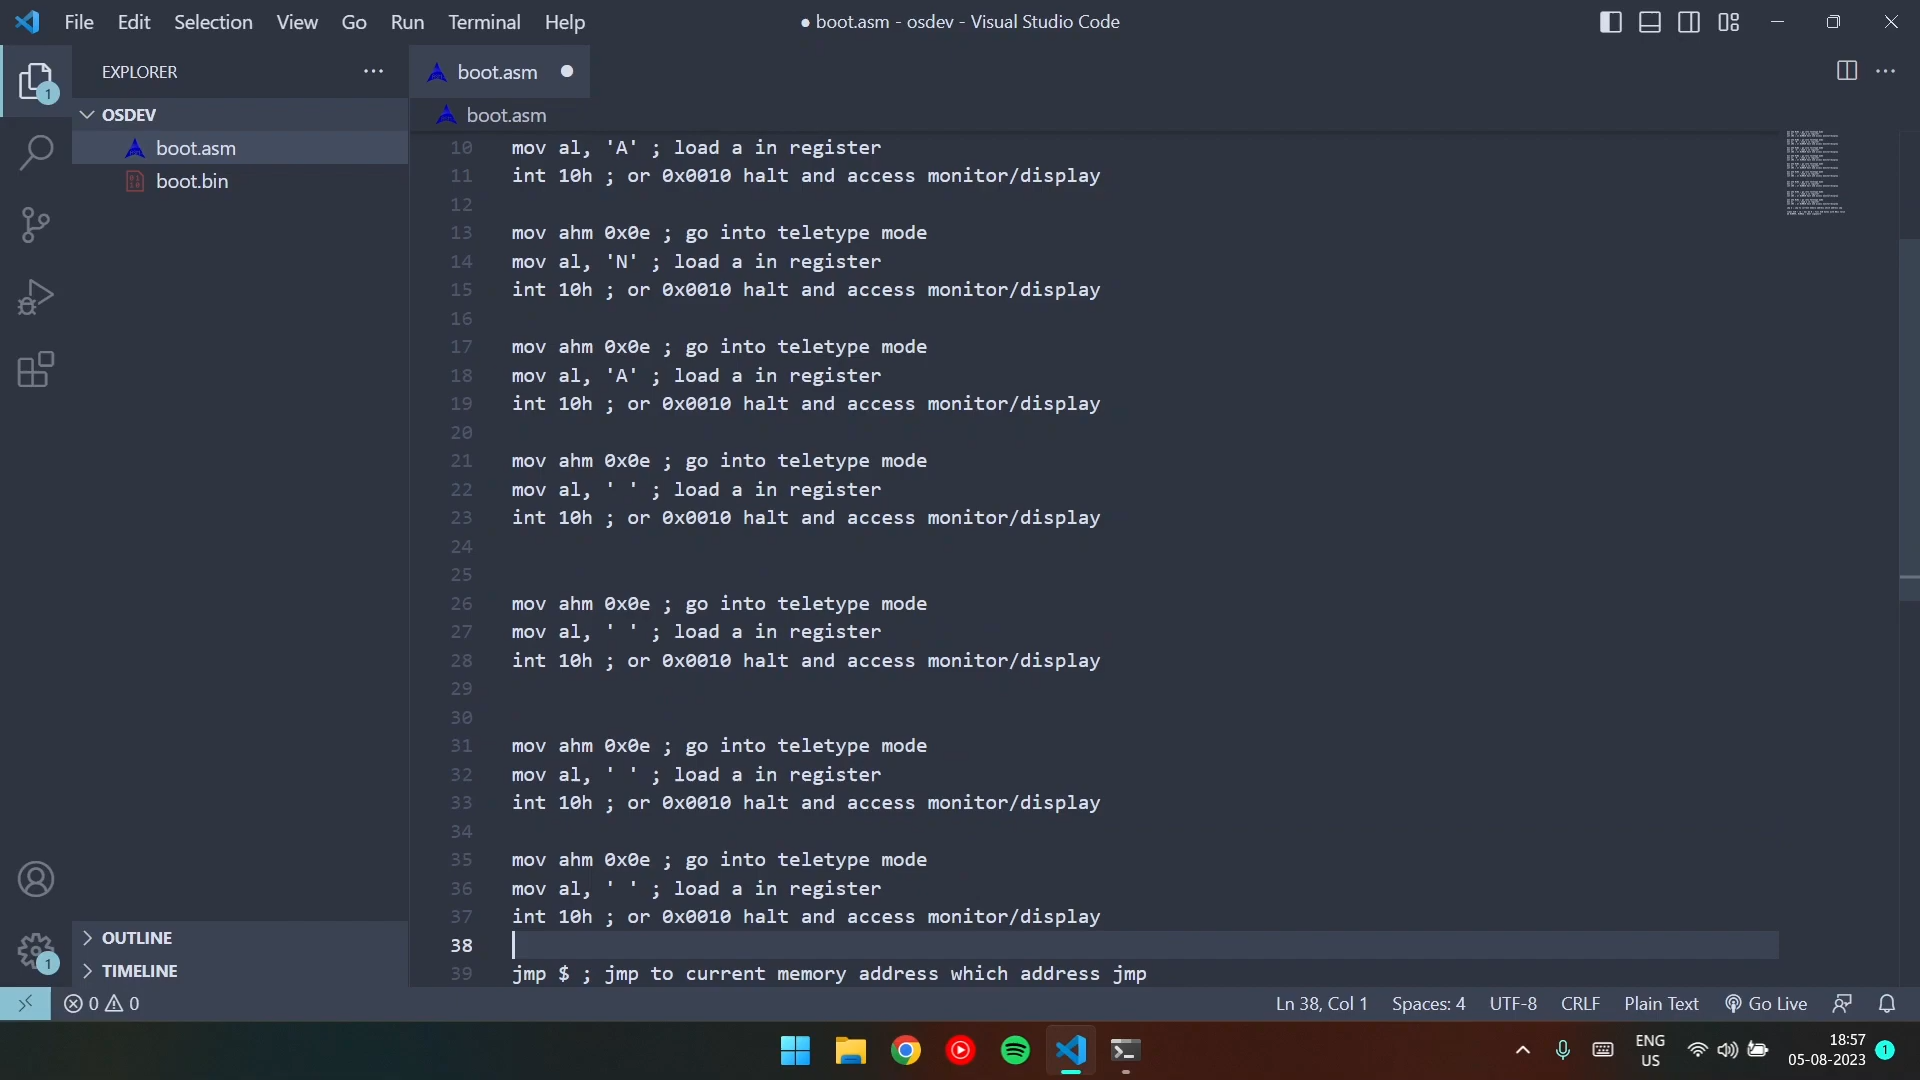 File Edit Selection View Go Run Terminal Help
● boot.asm - osdev - Visual Studio Code
EXPLORER
OSDEV
boot.asm
boot.bin
OUTLINE
TIMELINE
1
1
boot.asm
boot.asm
10 mov al, 'A' ; load a in register
11 int 10h ; or 0x0010 halt and access monitor/display
12
13 mov ahm 0x0e ; go into teletype mode
14 mov al, 'N' ; load a in register
15 int 10h ; or 0x0010 halt and access monitor/display
16
17 mov ahm 0x0e ; go into teletype mode
18 mov al, 'A' ; load a in register
19 int 10h ; or 0x0010 halt and access monitor/display
20
21 mov ahm 0x0e ; go into teletype mode
22 mov al, ' ' ; load a in register
23 int 10h ; or 0x0010 halt and access monitor/display
24
25
26 mov ahm 0x0e ; go into teletype mode
27 mov al, ' ' ; load a in register
28 int 10h ; or 0x0010 halt and access monitor/display
29
30
31 mov ahm 0x0e ; go into teletype mode
32 mov al, ' ' ; load a in register
33 int 10h ; or 0x0010 halt and access monitor/display
34
35 mov ahm 0x0e ; go into teletype mode
36 mov al, ' ' ; load a in register
37 int 10h ; or 0x0010 halt and access monitor/display
38
39 jmp $ ; jmp to current memory address which address jmp
0 0 Ln 38, Col 1 Spaces: 4 UTF-8 CRLF Plain Text Go Live
ENG
US
18:57
05-08-2023
1